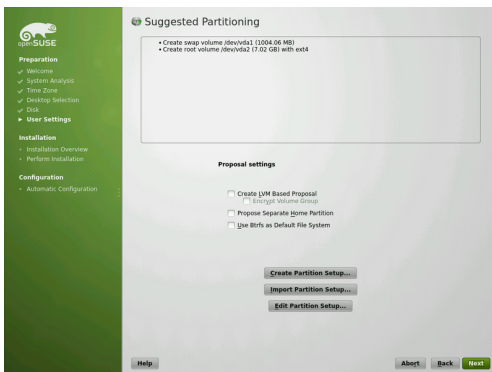 openSUSE
Preparation
Welcome
System Analysis
Time Zone
Desktop Selection
Disk
User Settings
Installation
Installation Overview
Perform Installation
Configuration
Automatic Configuration
Suggested Partitioning
• Create swap volume /dev/vda1 (1004.06 MB)
• Create root volume /dev/vda2 (7.02 GB) with ext4
Proposal settings
Create LVM Based Proposal
Encrypt Volume Group
Propose Separate Home Partition
Use Btrfs as Default File System
Create Partition Setup...
Import Partition Setup...
Edit Partition Setup...
Help
Abort
Back
Next